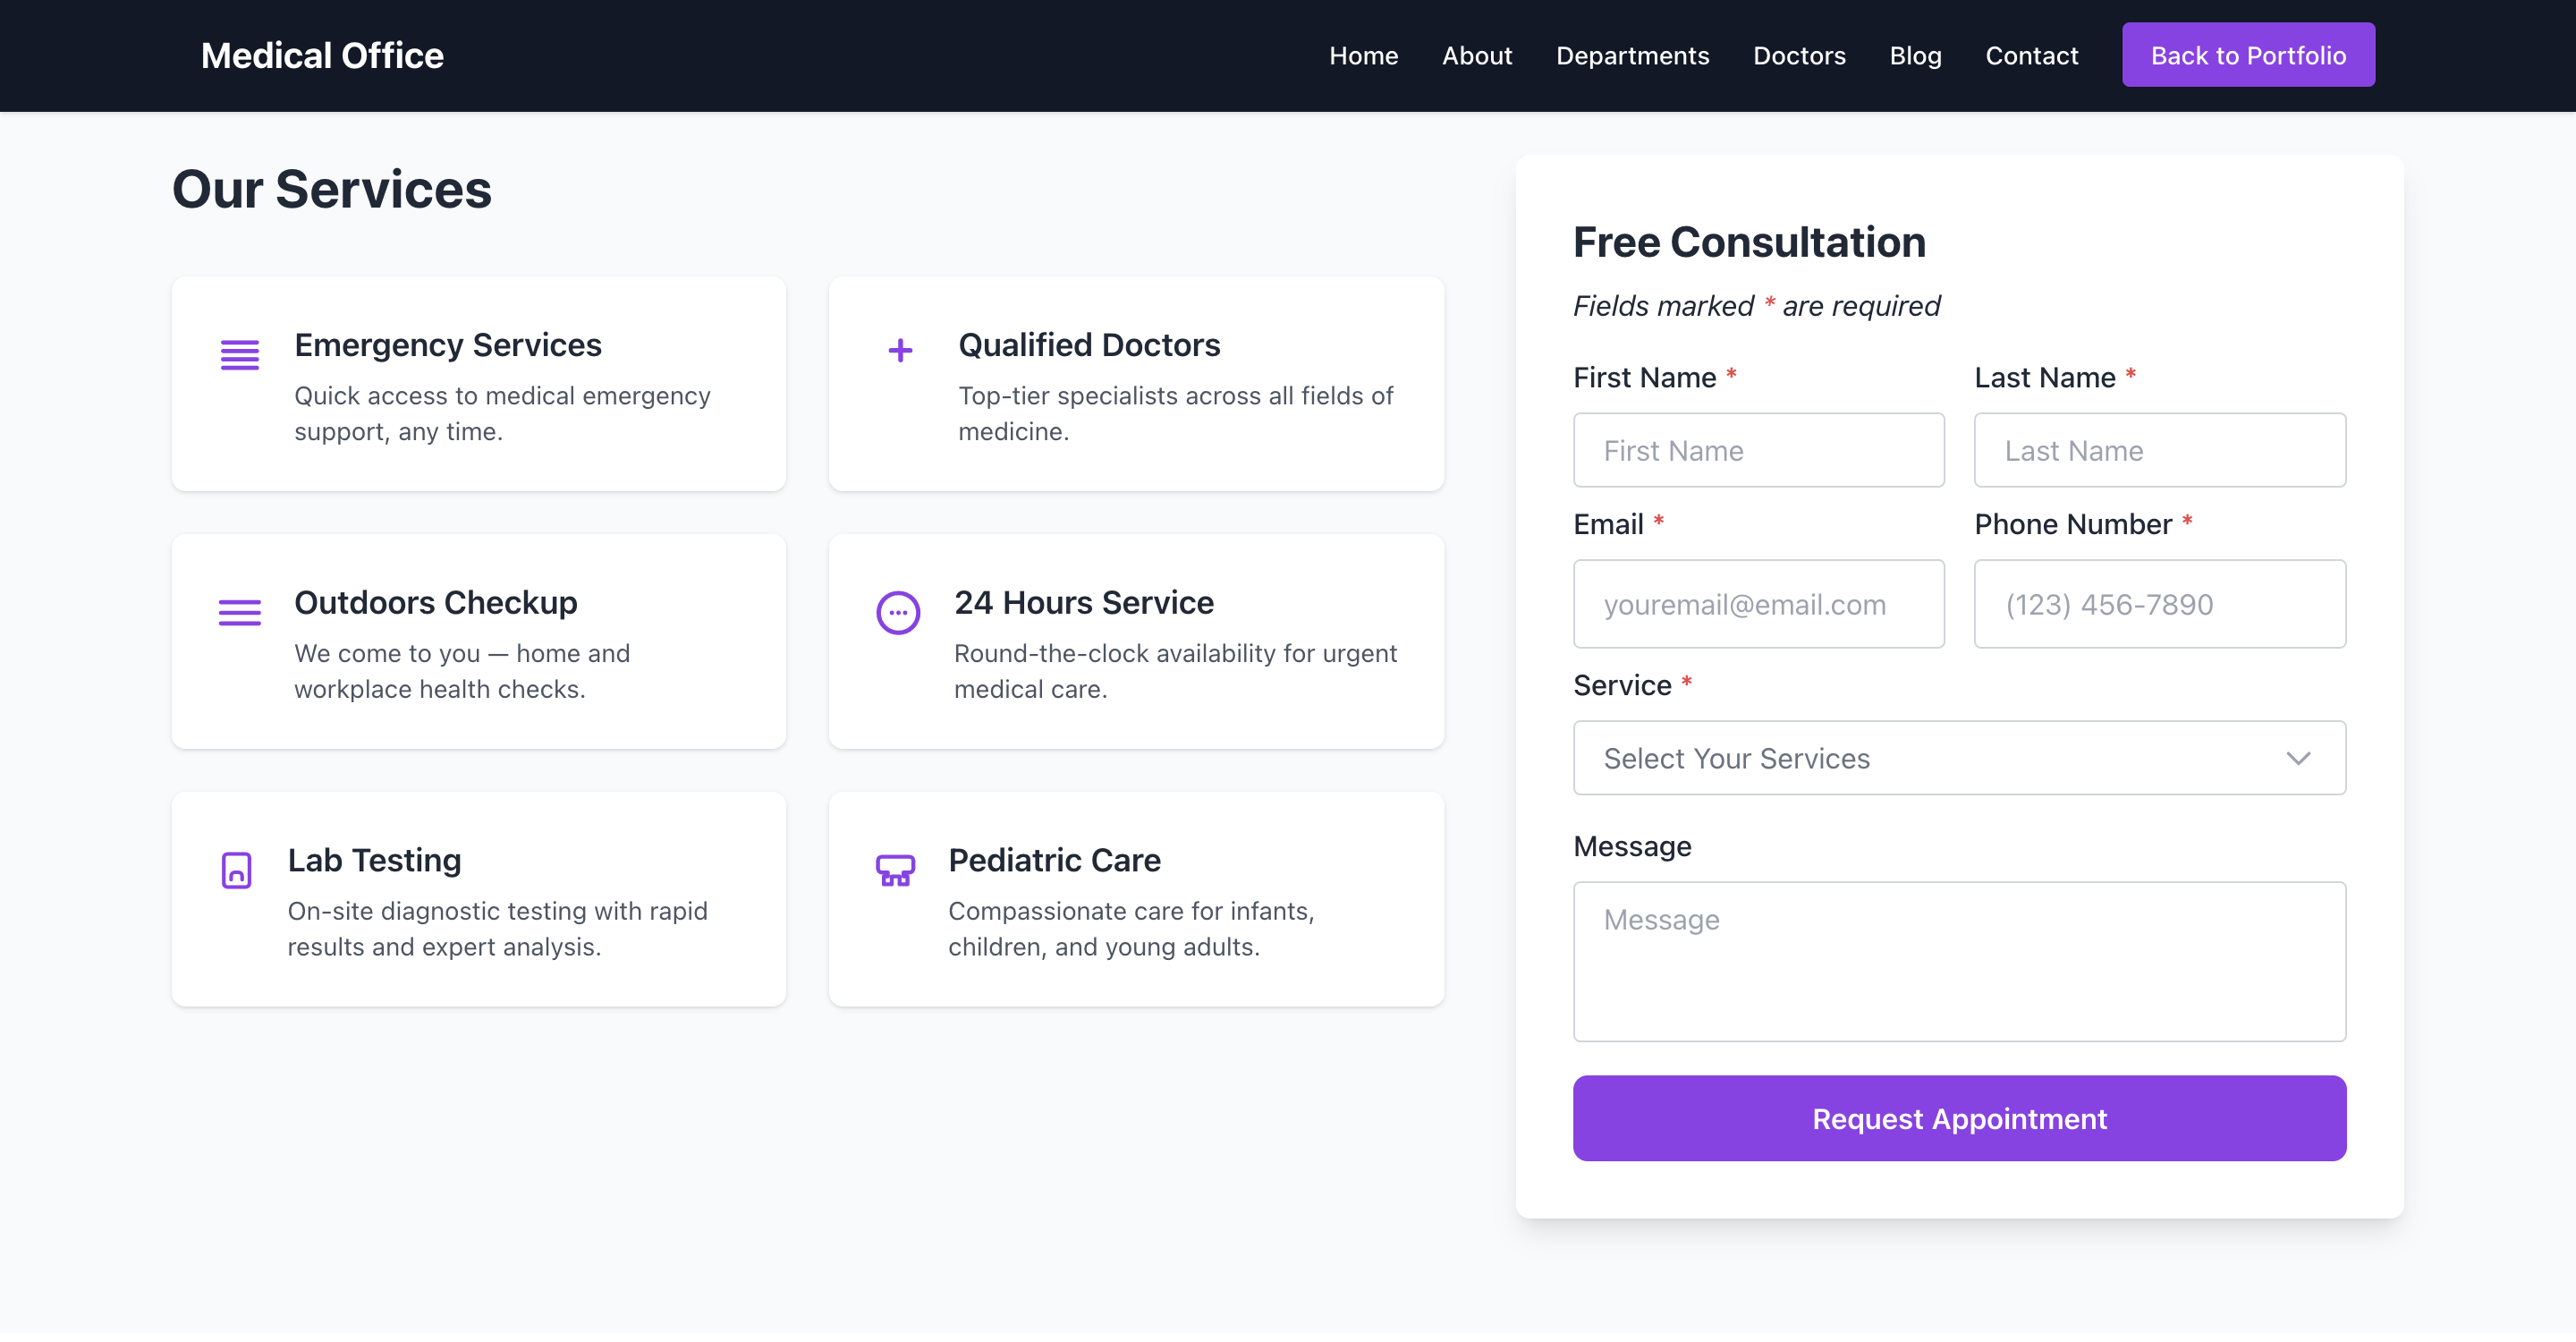 Medical Office
Home
About
Departments
Doctors
Blog
Contact
Back to Portfolio
Our Services
Emergency Services
Quick access to medical emergency
support, any time.
Qualified Doctors
Top-tier specialists across all fields of
medicine.
Outdoors Checkup
We come to you — home and
workplace health checks.
24 Hours Service
Round-the-clock availability for urgent
medical care.
Lab Testing
On-site diagnostic testing with rapid
results and expert analysis.
Pediatric Care
Compassionate care for infants,
children, and young adults.
Free Consultation
Fields marked * are required
First Name *
First Name
Last Name *
Last Name
Email *
youremail@email.com
Phone Number *
(123) 456-7890
Service *
Select Your Services
Message
Message
Request Appointment